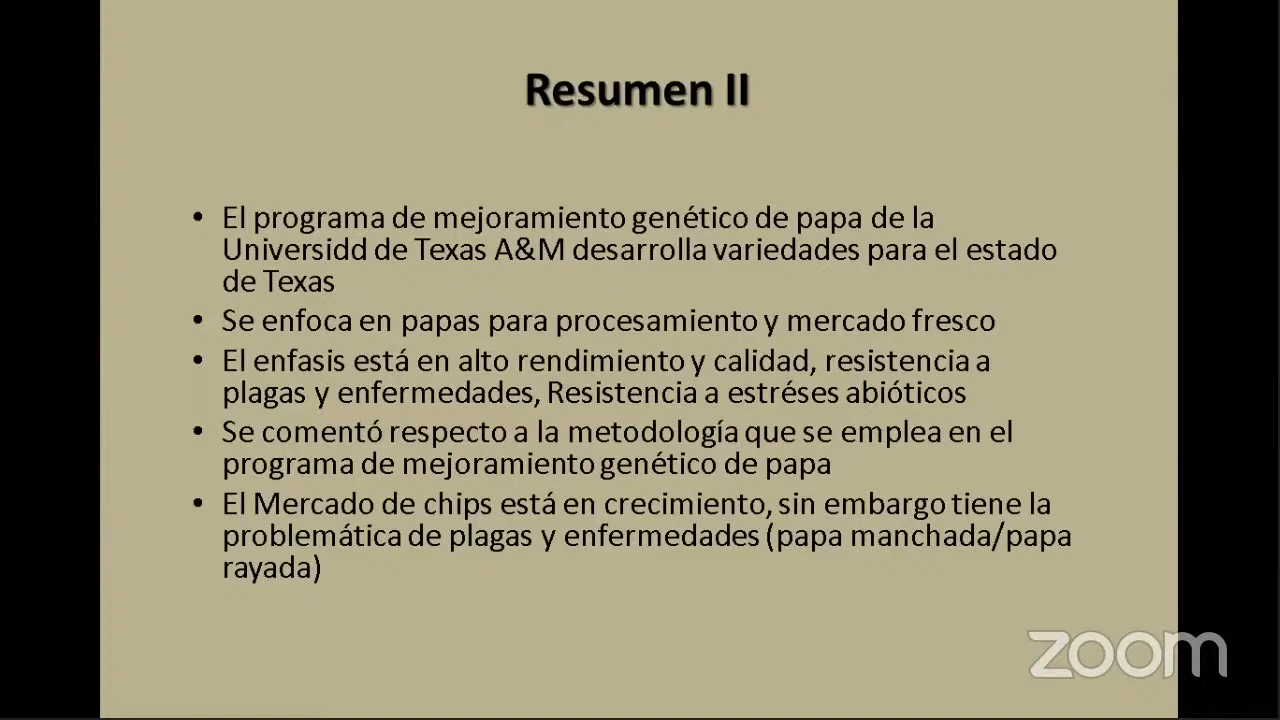 Resumen II
• El programa de mejoramiento genético de papa de la
Universidd de Texas A&M desarrolla variedades para el estado
de Texas
• Se enfoca en papas para procesamiento y mercado fresco
• El enfasis está en alto rendimiento y calidad, resistencia a
plagas y enfermedades, Resistencia a estréses abióticos
• Se comentó respecto a la metodología que se emplea en el
programa de mejoramiento genético de papa
• El Mercado de chips está en crecimiento, sin embargo tiene la
problemática de plagas y enfermedades (papa manchada/papa
rayada)
zoom